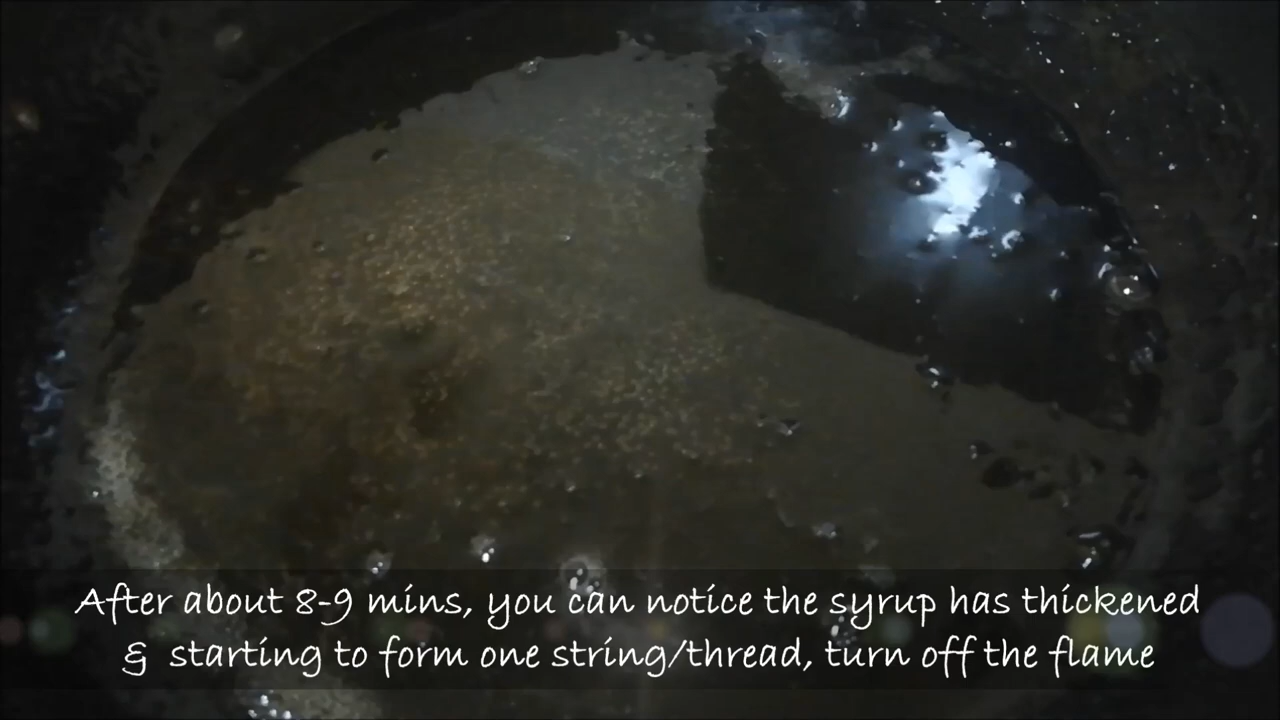 After about 8-9 mins, you can notice the syrup has thickened
& starting to form one string/thread, turn off the flame